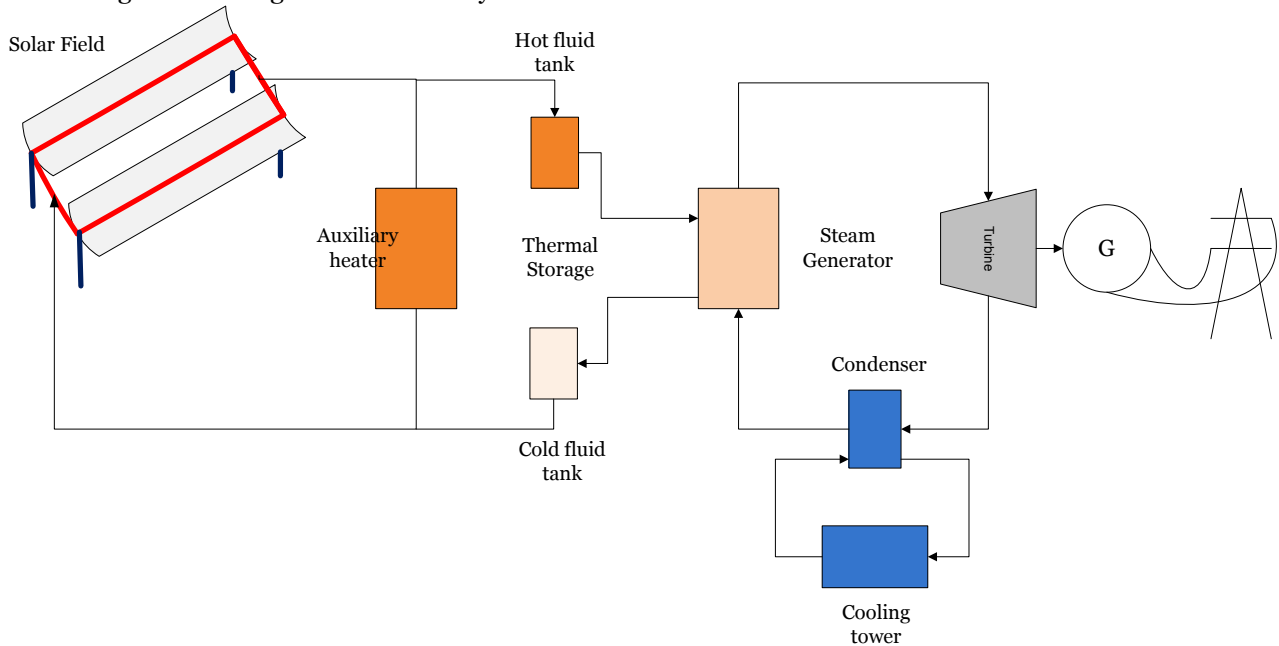 Solar Field
Hot fluid
tank
Auxiliary
heater
Thermal
Storage
Steam
Generator
Turbine
G
Condenser
Cold fluid
tank
Cooling
tower